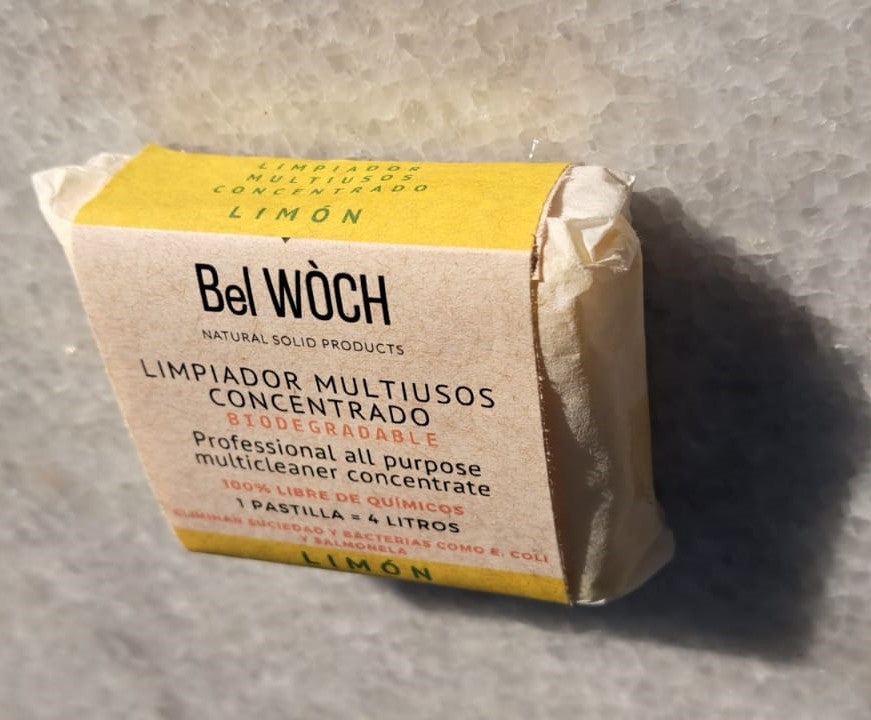 LIMPIADOR
MULTIUSOS
CONCENTRADO
LIMÓN
Bel WÒCH
NATURAL SOLID PRODUCTS
LIMPIADOR MULTIUSOS
CONCENTRADO
BIODEGRADABLE
Professional all purpose
multicleaner concentrate
100% LIBRE DE QUÍMICOS
1 PASTILLA = 4 LITROS
ELIMINAN SUCIEDAD Y BACTERIAS COMO E. COLI
Y SALMONELA
LIMÓN